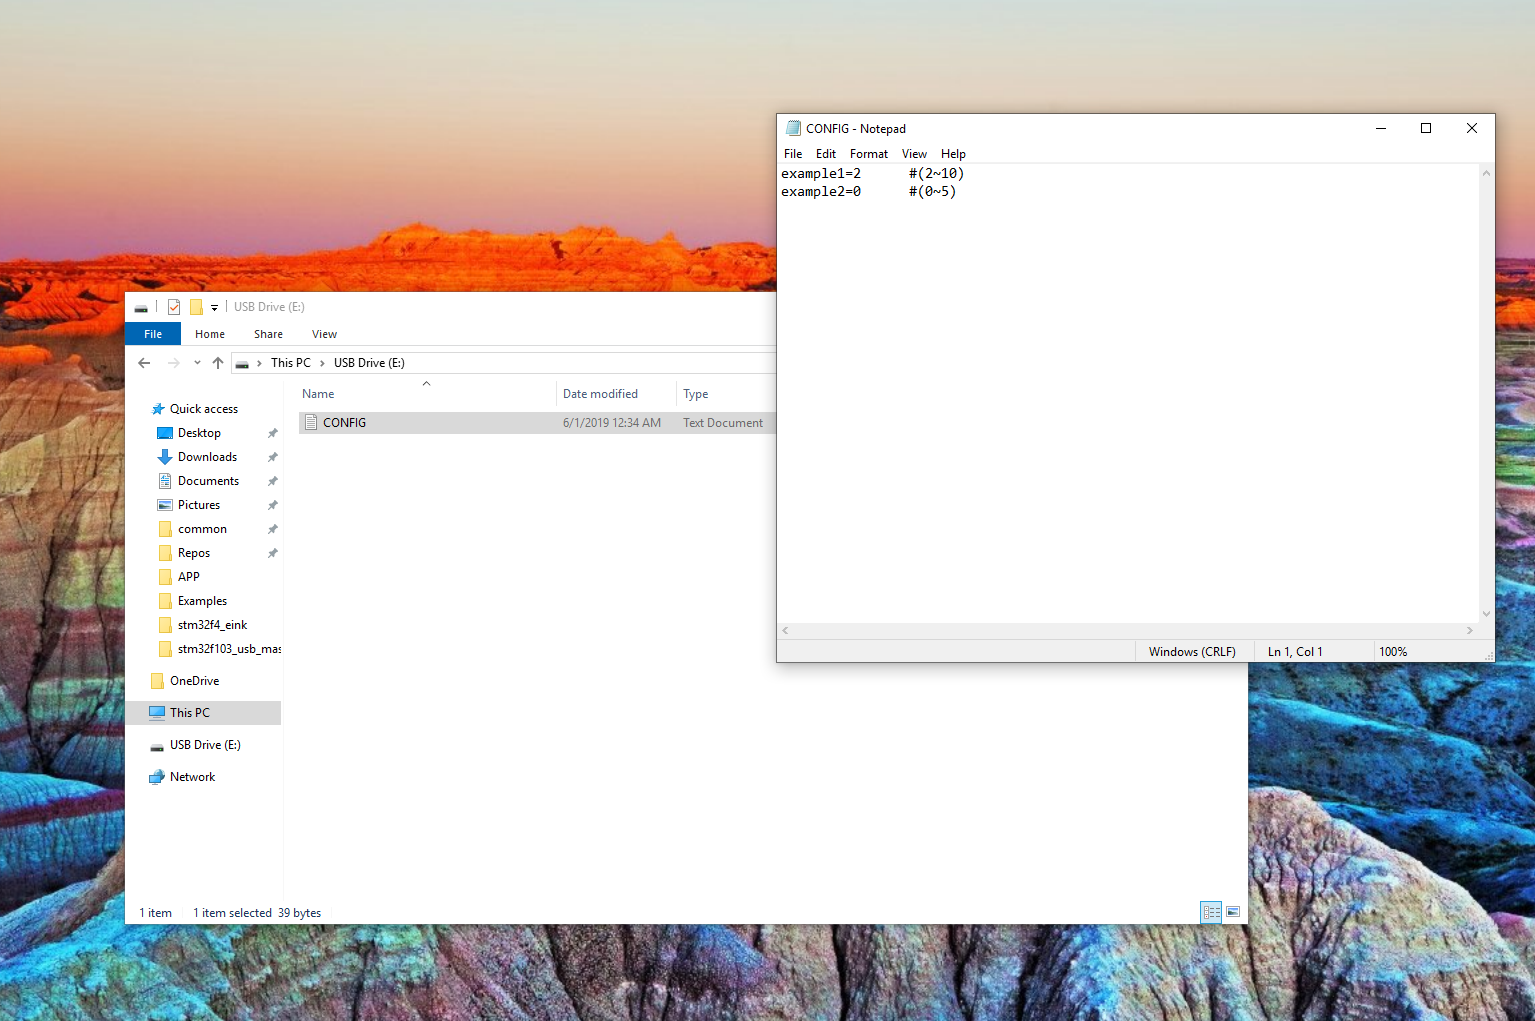 CONFIG - Notepad
File Edit Format View Help
example1=2      #(2~10)
example2=0      #(0~5)
Windows (CRLF) Ln 1, Col 1 100%
USB Drive (E:)
File Home Share View
This PC > USB Drive (E:)
Name Date modified Type
CONFIG 6/1/2019 12:34 AM Text Document
Quick access
Desktop
Downloads
Documents
Pictures
common
Repos
APP
Examples
stm32f4_eink
stm32f103_usb_mas
OneDrive
This PC
USB Drive (E:)
Network
1 item 1 item selected 39 bytes